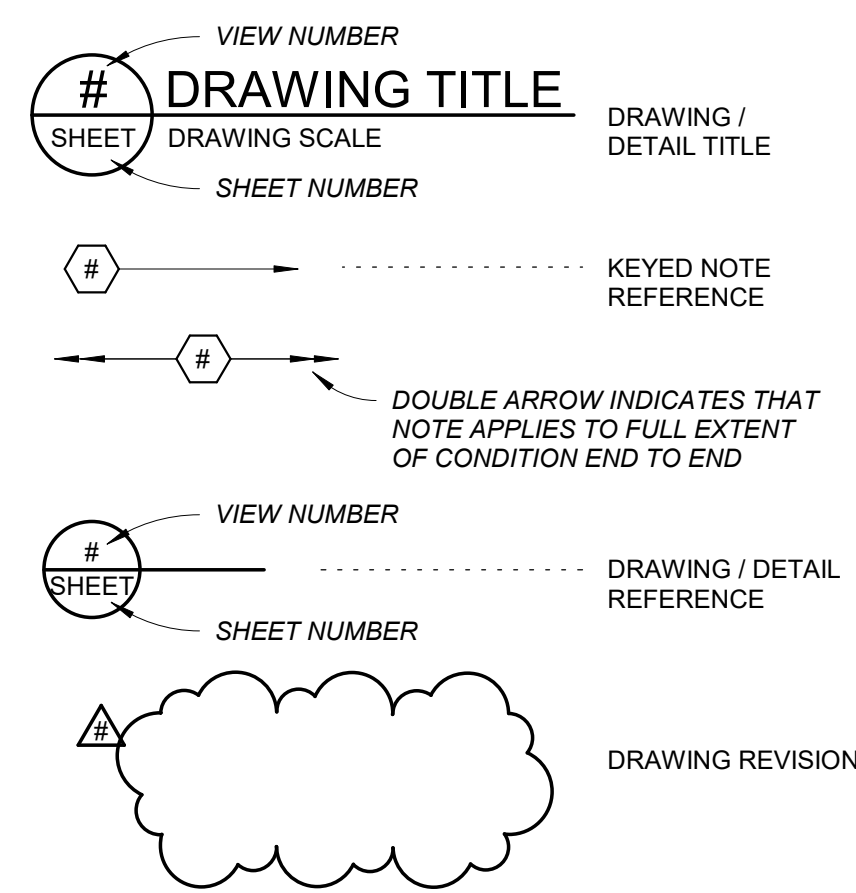 VIEW NUMBER
# DRAWING TITLE
SHEET DRAWING SCALE
DRAWING /
DETAIL TITLE
SHEET NUMBER
#
KEYED NOTE
REFERENCE
#
DOUBLE ARROW INDICATES THAT
NOTE APPLIES TO FULL EXTENT
OF CONDITION END TO END
VIEW NUMBER
#
SHEET
DRAWING / DETAIL
REFERENCE
SHEET NUMBER
#
DRAWING REVISION